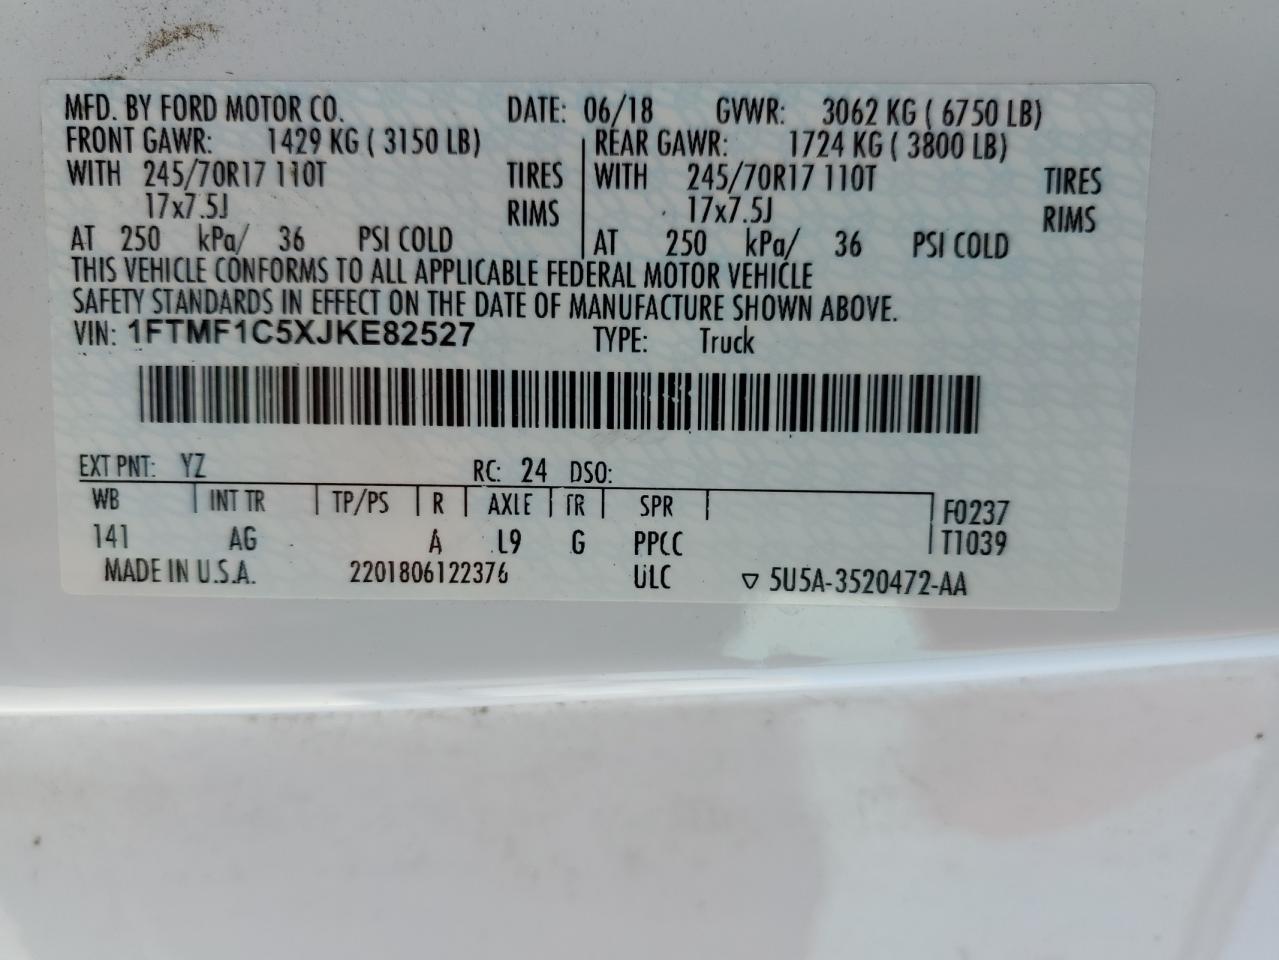 MFD. BY FORD MOTOR CO. DATE: 06/18 GVWR: 3062 KG ( 6750 LB)
FRONT GAWR: 1429 KG ( 3150 LB) REAR GAWR: 1724 KG ( 3800 LB)
WITH 245/70R17 110T TIRES WITH 245/70R17 110T TIRES
17x7.5J RIMS 17x7.5J RIMS
AT 250 kPa/ 36 PSI COLD AT 250 kPa/ 36 PSI COLD
THIS VEHICLE CONFORMS TO ALL APPLICABLE FEDERAL MOTOR VEHICLE
SAFETY STANDARDS IN EFFECT ON THE DATE OF MANUFACTURE SHOWN ABOVE.
VIN: 1FTMF1C5XJKE82527 TYPE: Truck
EXT PNT: YZ RC: 24 DSO:
WB INT TR TP/PS R AXLE TR SPR F0237
141 AG A L9 G PPCC T1039
MADE IN U.S.A. 2201806122376 ULC ▽ 5U5A-3520472-AA